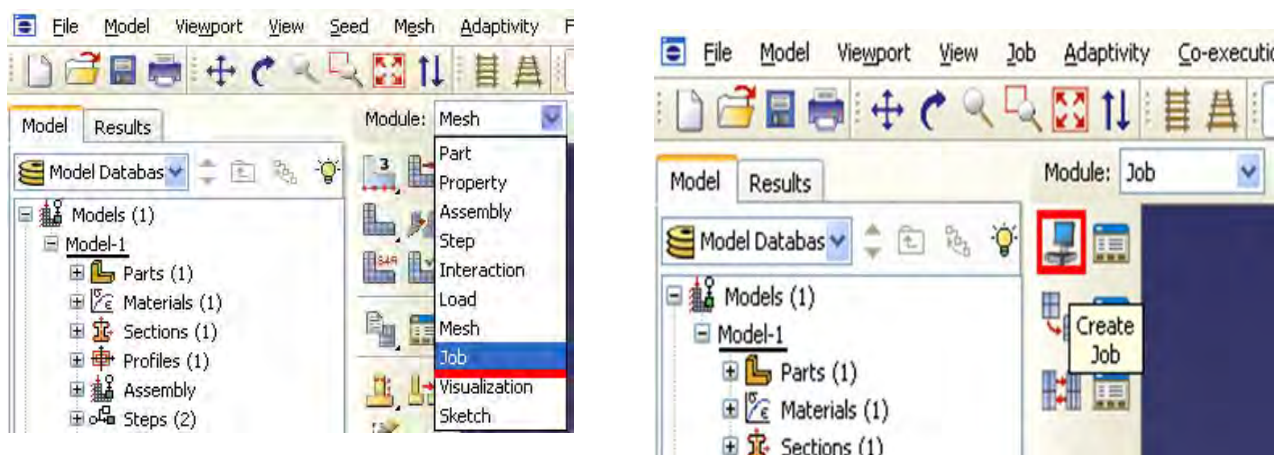 File Model Viewport View Seed Mesh Adaptivity F
Model Results
Module: Mesh
Model Databas
Models (1)
Model-1
Parts (1)
Materials (1)
Sections (1)
Profiles (1)
Assembly
Steps (2)
Part
Property
Assembly
Step
Interaction
Load
Mesh
Job
Visualization
Sketch
File Model Viewport View Job Adaptivity Co-executic
Model Results
Module: Job
Model Databas
Models (1)
Model-1
Parts (1)
Materials (1)
Sections (1)
Create
Job